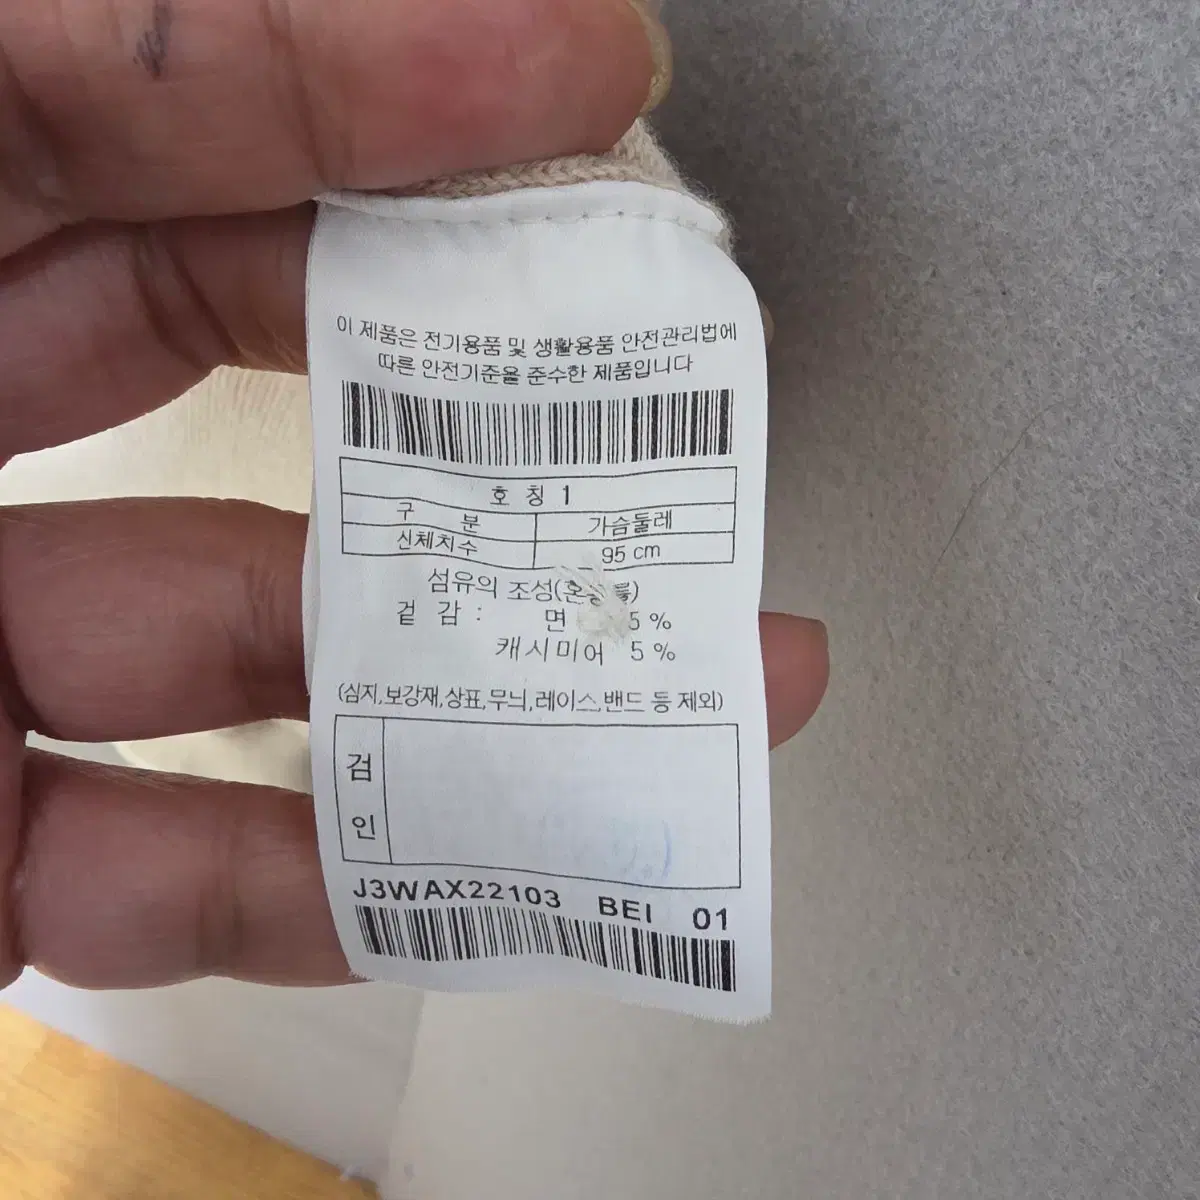 이 제품은 전기용품 및 생활용품 안전관리법에
따른 안전기준을 준수한 제품입니다
호 칭 1
구 분 가슴둘레
신체치수 95 cm
섬유의 조성
겉 감 : 면 5 %
캐시미어 5 %
(심지,보강재,상표,무늬,레이스,밴드 등 제외)
검
인
J3WAX22103 BEI 01